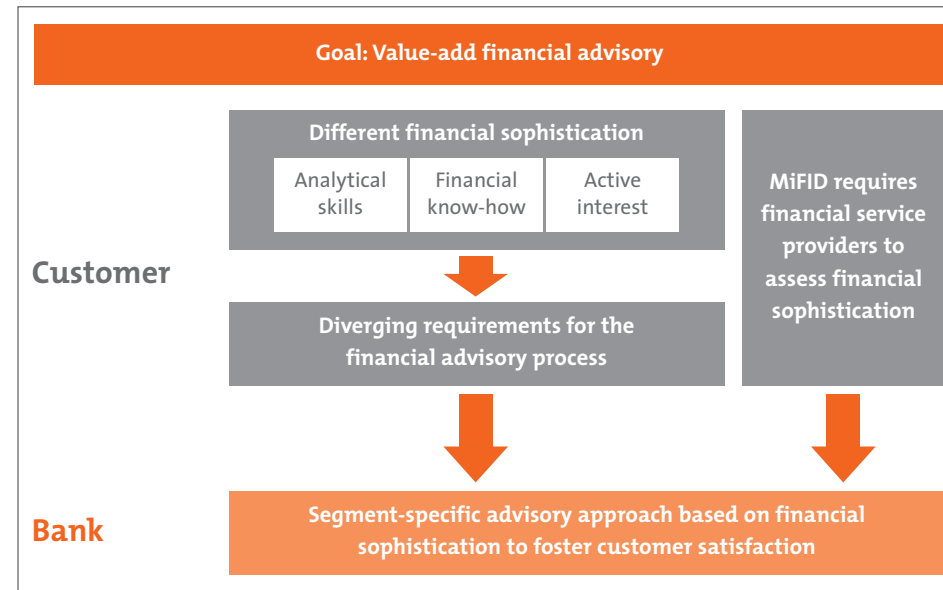 Goal: Value-add financial advisory
Different financial sophistication
Analytical
skills
Financial
know-how
Active
interest
MiFID requires
financial service
providers to
assess financial
sophistication
Customer
Diverging requirements for the
financial advisory process
Bank
Segment-specific advisory approach based on financial
sophistication to foster customer satisfaction